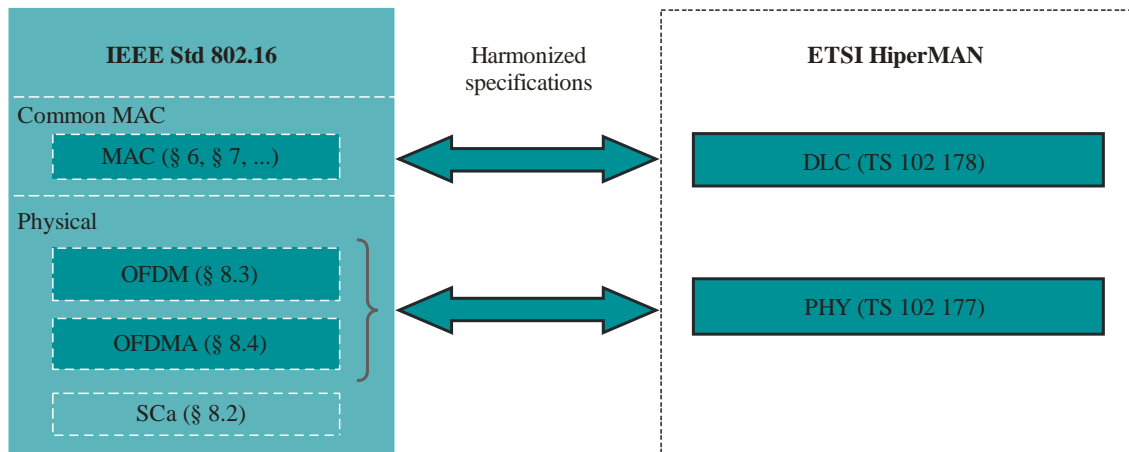 IEEE Std 802.16
Harmonized
specifications
ETSI HiperMAN
Common MAC
MAC (§ 6, § 7, ...)
DLC (TS 102 178)
Physical
OFDM (§ 8.3)
PHY (TS 102 177)
OFDMA (§ 8.4)
SCa (§ 8.2)